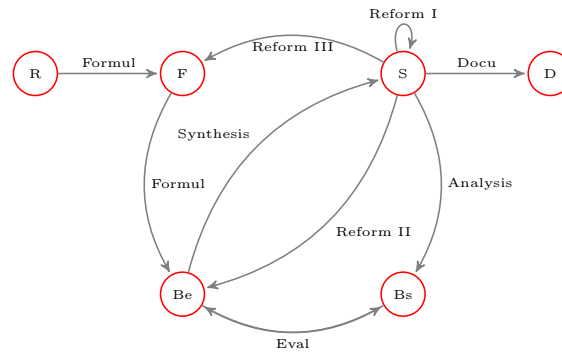 Reform I
Formul
Reform III
Docu
R
F
S
D
Synthesis
Formul
Analysis
Reform II
Be
Bs
Eval